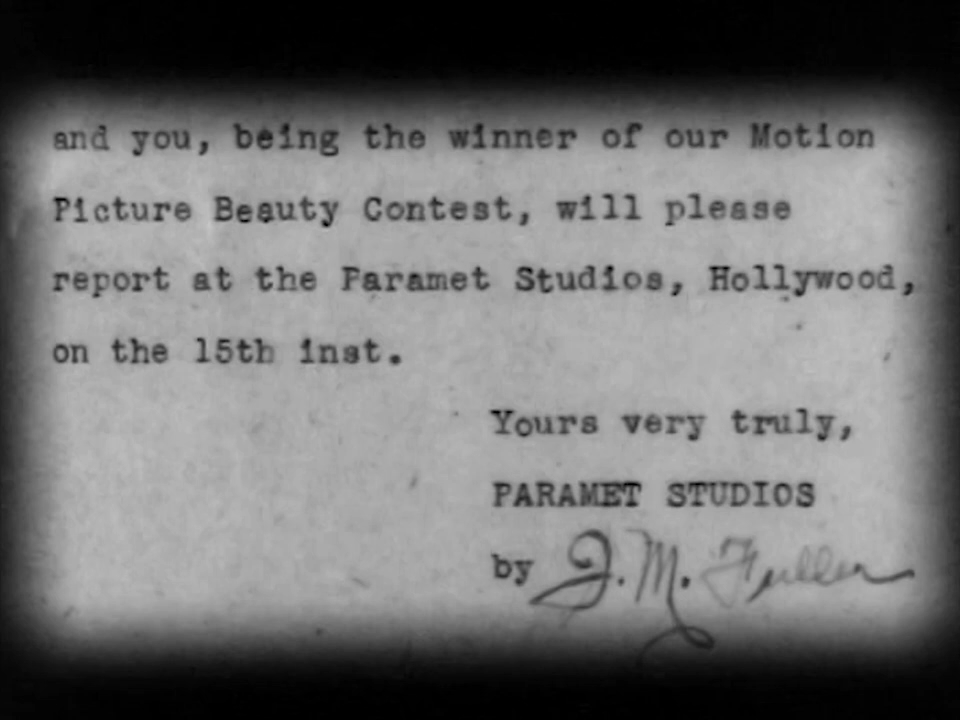 and you, being the winner of our Motion
Picture Beauty Contest, will please
report at the Paramet Studios, Hollywood,
on the 15th inst.
Yours very truly,
PARAMET STUDIOS
by J. M. Fuller